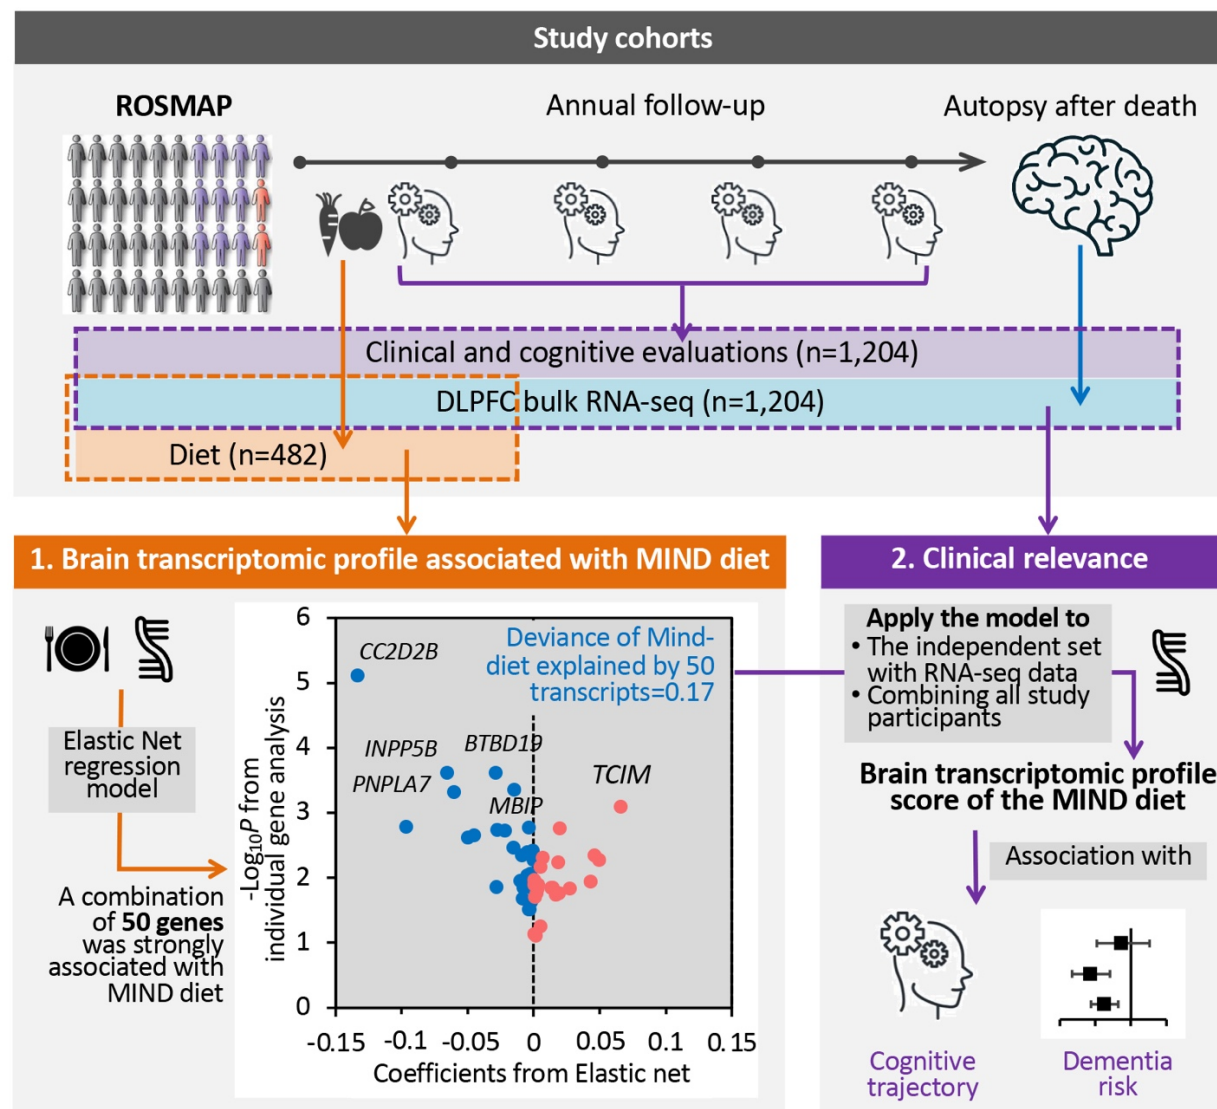 Study cohorts
ROSMAP
Annual follow-up
Autopsy after death
Clinical and cognitive evaluations (n=1,204)
DLPFC bulk RNA-seq (n=1,204)
Diet (n=482)
1. Brain transcriptomic profile associated with MIND diet
Elastic Net
regression
model
A combination
of 50 genes
was strongly
associated with
MIND diet
-Log10P from
individual gene analysis
6
5
4
3
2
1
0
Deviance of Mind-
diet explained by 50
transcripts=0.17
CC2D2B
INPP5B
BTBD19
PNPLA7
MBIP
TCIM
-0.15
-0.1
-0.05
0
0.05
0.1
0.15
Coefficients from Elastic net
2. Clinical relevance
Apply the model to
• The independent set
with RNA-seq data
• Combining all study
participants
Brain transcriptomic profile
score of the MIND diet
Association with
Cognitive
trajectory
Dementia
risk